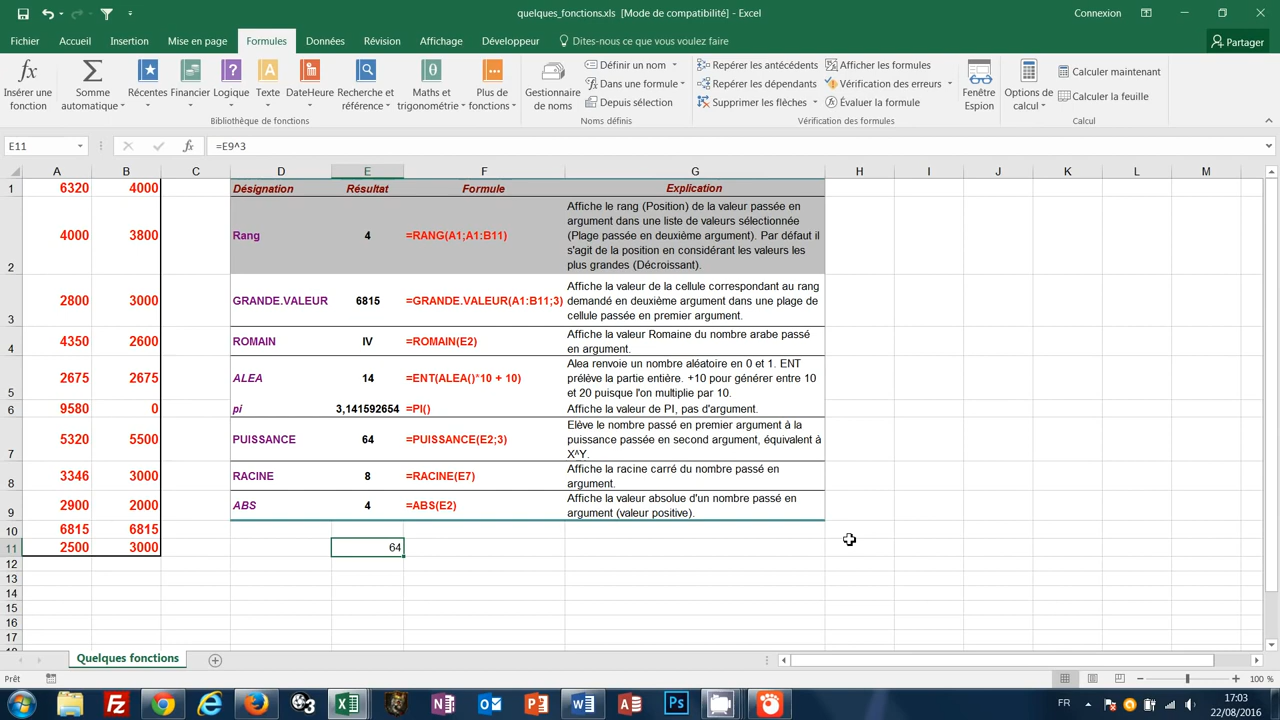 quelques_fonctions.xls [Mode de compatibilité] - Excel
Connexion
Fichier Accueil Insertion Mise en page Formules Données Révision Affichage Développeur Dites-nous ce que vous voulez faire Partager
Insérer une fonction
Somme automatique
Récentes
Financier
Logique
Texte
DateHeure
Recherche et référence
Maths et trigonométrie
Plus de fonctions
Bibliothèque de fonctions
Gestionnaire de noms
Définir un nom
Dans une formule
Depuis sélection
Noms définis
Repérer les antécédents
Repérer les dépendants
Supprimer les flèches
Afficher les formules
Vérification des erreurs
Évaluer la formule
Vérification des formules
Fenêtre Espion
Options de calcul
Calculer maintenant
Calculer la feuille
Calcul
E11 fx =E9^3
A B C D E F G H I J K L M
1 6320 4000 Désignation Résultat Formule Explication
2 4000 3800 Rang 4 =RANG(A1;A1:B11)
Affiche le rang (Position) de la valeur passée en
argument dans une liste de valeurs sélectionnée
(Plage passée en deuxième argument). Par défaut il
s'agit de la position en considérant les valeurs les
plus grandes (Décroissant).
3 2800 3000 GRANDE.VALEUR 6815 =GRANDE.VALEUR(A1:B11;3)
Affiche la valeur de la cellule correspondant au rang
demandé en deuxième argument dans une plage de
cellule passée en premier argument.
4 4350 2600 ROMAIN IV =ROMAIN(E2)
Affiche la valeur Romaine du nombre arabe passé
en argument.
5 2675 2675 ALEA 14 =ENT(ALEA()*10 + 10)
Alea renvoie un nombre aléatoire en 0 et 1. ENT
prélève la partie entière. +10 pour générer entre 10
et 20 puisque l'on multiplie par 10.
6 9580 0 pi 3,141592654 =PI() Affiche la valeur de PI, pas d'argument.
7 5320 5500 PUISSANCE 64 =PUISSANCE(E2;3)
Elève le nombre passé en premier argument à la
puissance passée en second argument, équivalent à
X^Y.
8 3346 3000 RACINE 8 =RACINE(E7)
Affiche la racine carré du nombre passé en
argument.
9 2900 2000 ABS 4 =ABS(E2)
Affiche la valeur absolue d'un nombre passé en
argument (valeur positive).
10 6815 6815
11 2500 3000 64
12
13
14
15
16
17
Quelques fonctions
Prêt
100 %
FR
17:03
22/08/2016